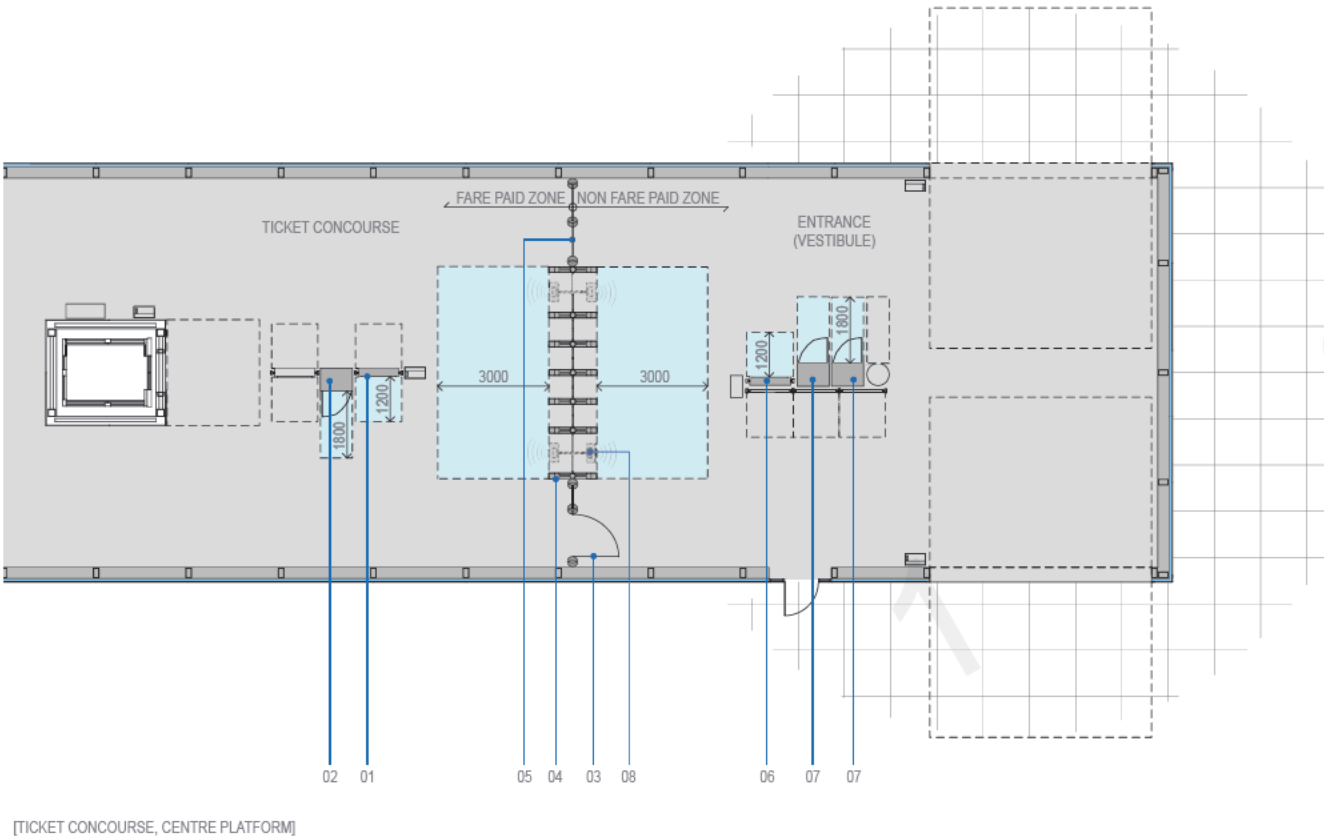 FARE PAID ZONE
NON FARE PAID ZONE
TICKET CONCOURSE
ENTRANCE
(VESTIBULE)
3000
3000
1200
1800
1200
1800
02
01
05
04
03
08
06
07
07
[TICKET CONCOURSE, CENTRE PLATFORM]